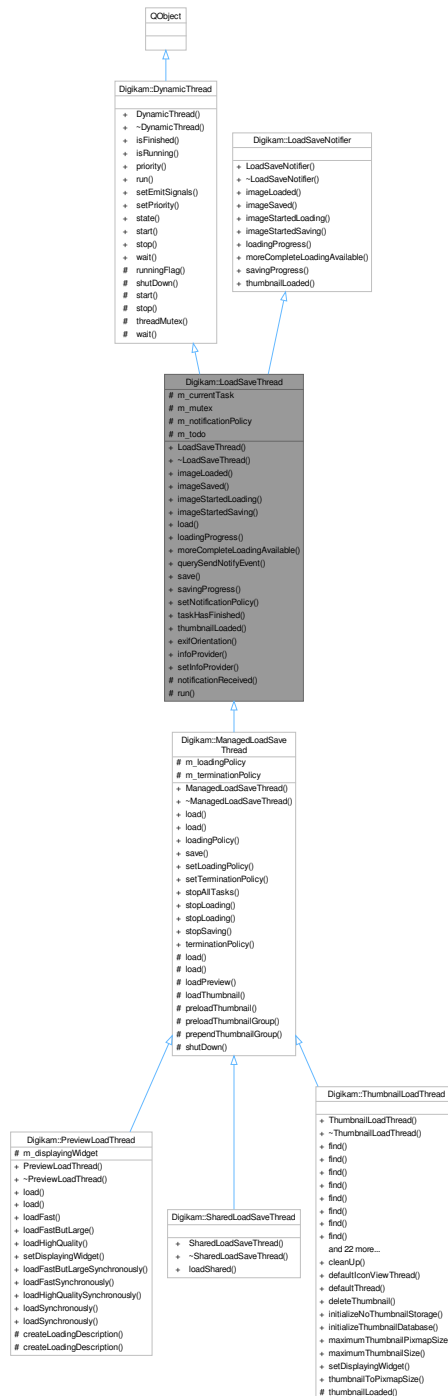 QObject
Digikam::DynamicThread
+ DynamicThread()
+ ~DynamicThread()
+ isFinished()
+ isRunning()
+ priority()
+ run()
+ setEmitSignals()
+ setPriority()
+ state()
+ start()
+ stop()
+ wait()
# runningFlag()
# shutDown()
# start()
# stop()
# threadMutex()
# wait()
Digikam::LoadSaveNotifier
+ LoadSaveNotifier()
+ ~LoadSaveNotifier()
+ imageLoaded()
+ imageSaved()
+ imageStartedLoading()
+ imageStartedSaving()
+ loadingProgress()
+ moreCompleteLoadingAvailable()
+ savingProgress()
+ thumbnailLoaded()
Digikam::LoadSaveThread
# m_currentTask
# m_mutex
# m_notificationPolicy
# m_todo
+ LoadSaveThread()
+ ~LoadSaveThread()
+ imageLoaded()
+ imageSaved()
+ imageStartedLoading()
+ imageStartedSaving()
+ load()
+ loadingProgress()
+ moreCompleteLoadingAvailable()
+ querySendNotifyEvent()
+ save()
+ savingProgress()
+ setNotificationPolicy()
+ taskHasFinished()
+ thumbnailLoaded()
+ exifOrientation()
+ infoProvider()
+ setInfoProvider()
# notificationReceived()
# run()
Digikam::ManagedLoadSave
Thread
# m_loadingPolicy
# m_terminationPolicy
+ ManagedLoadSaveThread()
+ ~ManagedLoadSaveThread()
+ load()
+ load()
+ loadingPolicy()
+ save()
+ setLoadingPolicy()
+ setTerminationPolicy()
+ stopAllTasks()
+ stopLoading()
+ stopLoading()
+ stopSaving()
+ terminationPolicy()
# load()
# load()
# loadPreview()
# loadThumbnail()
# preloadThumbnail()
# preloadThumbnailGroup()
# prependThumbnailGroup()
# shutDown()
Digikam::PreviewLoadThread
# m_displayingWidget
+ PreviewLoadThread()
+ ~PreviewLoadThread()
+ load()
+ load()
+ loadFast()
+ loadFastButLarge()
+ loadHighQuality()
+ setDisplayingWidget()
+ loadFastButLargeSynchronously()
+ loadFastSynchronously()
+ loadHighQualitySynchronously()
+ loadSynchronously()
+ loadSynchronously()
# createLoadingDescription()
# createLoadingDescription()
Digikam::SharedLoadSaveThread
+ SharedLoadSaveThread()
+ ~SharedLoadSaveThread()
+ loadShared()
Digikam::ThumbnailLoadThread
+ ThumbnailLoadThread()
+ ~ThumbnailLoadThread()
+ find()
+ find()
+ find()
+ find()
+ find()
+ find()
+ find()
+ find()
and 22 more...
+ cleanUp()
+ defaultIconViewThread()
+ defaultThread()
+ deleteThumbnail()
+ initializeNoThumbnailStorage()
+ initializeThumbnailDatabase()
+ maximumThumbnailPixmapSize
+ maximumThumbnailSize()
+ setDisplayingWidget()
+ thumbnailToPixmapSize()
# thumbnailLoaded()